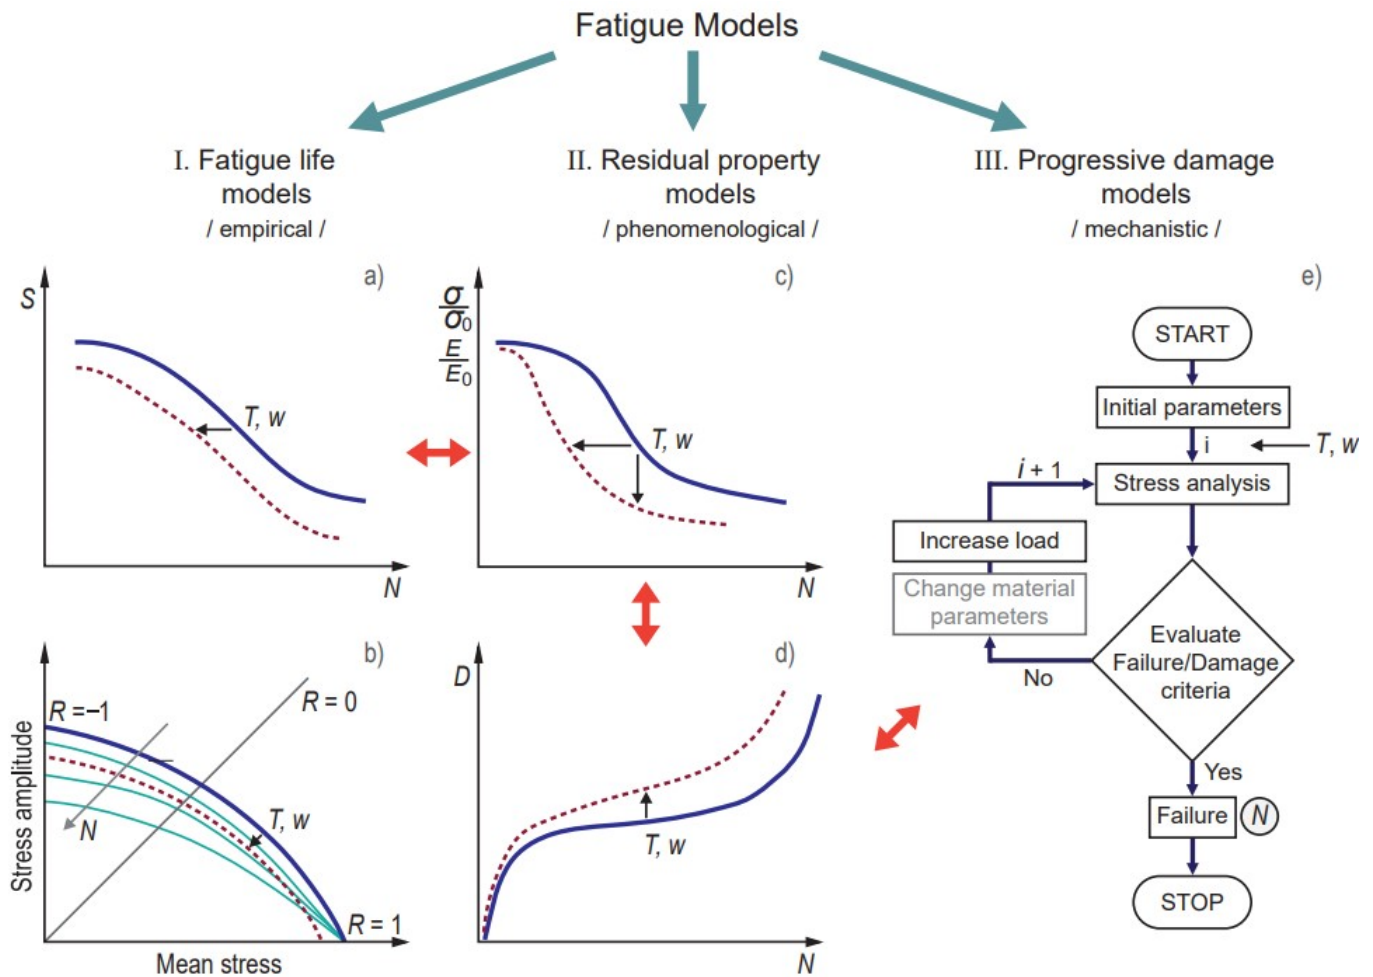 Fatigue Models
I. Fatigue life
models
/ empirical /
II. Residual property
models
/ phenomenological /
III. Progressive damage
models
/ mechanistic /
a)
S
T, w
N
c)
σ
σ0
E
E0
T, w
N
b)
Stress amplitude
R=–1
R = 0
N
T, w
R = 1
Mean stress
d)
D
T, w
N
e)
START
Initial parameters
i
T, w
i + 1
Stress analysis
Increase load
Change material
parameters
Evaluate
Failure/Damage
criteria
No
Yes
Failure
N
STOP